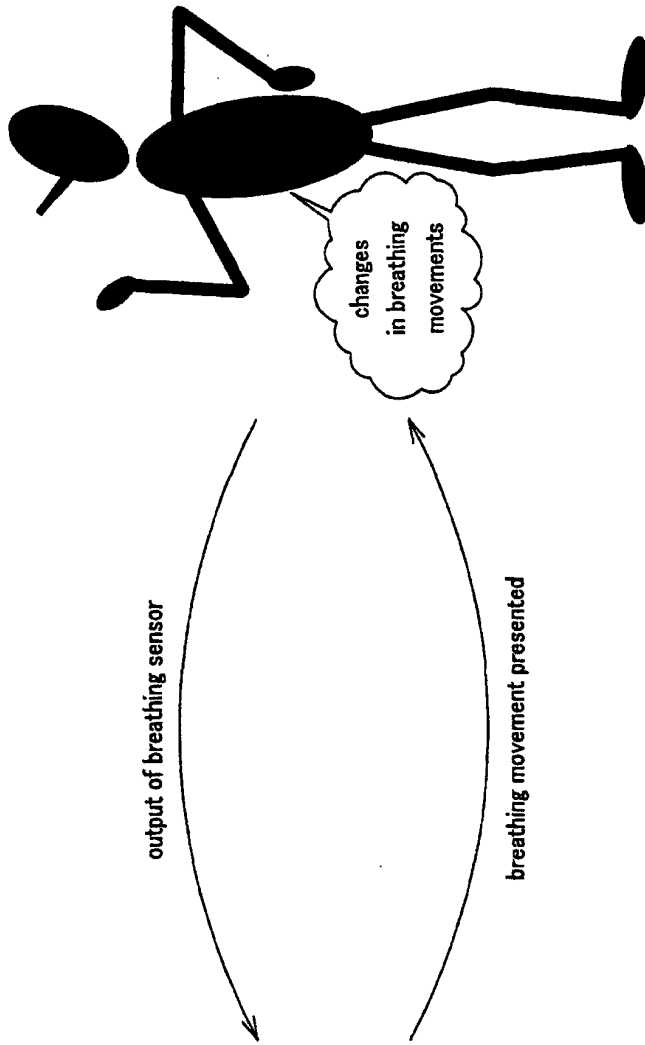 output of breathing sensor
changes
in breathing
movements
breathing movement presented